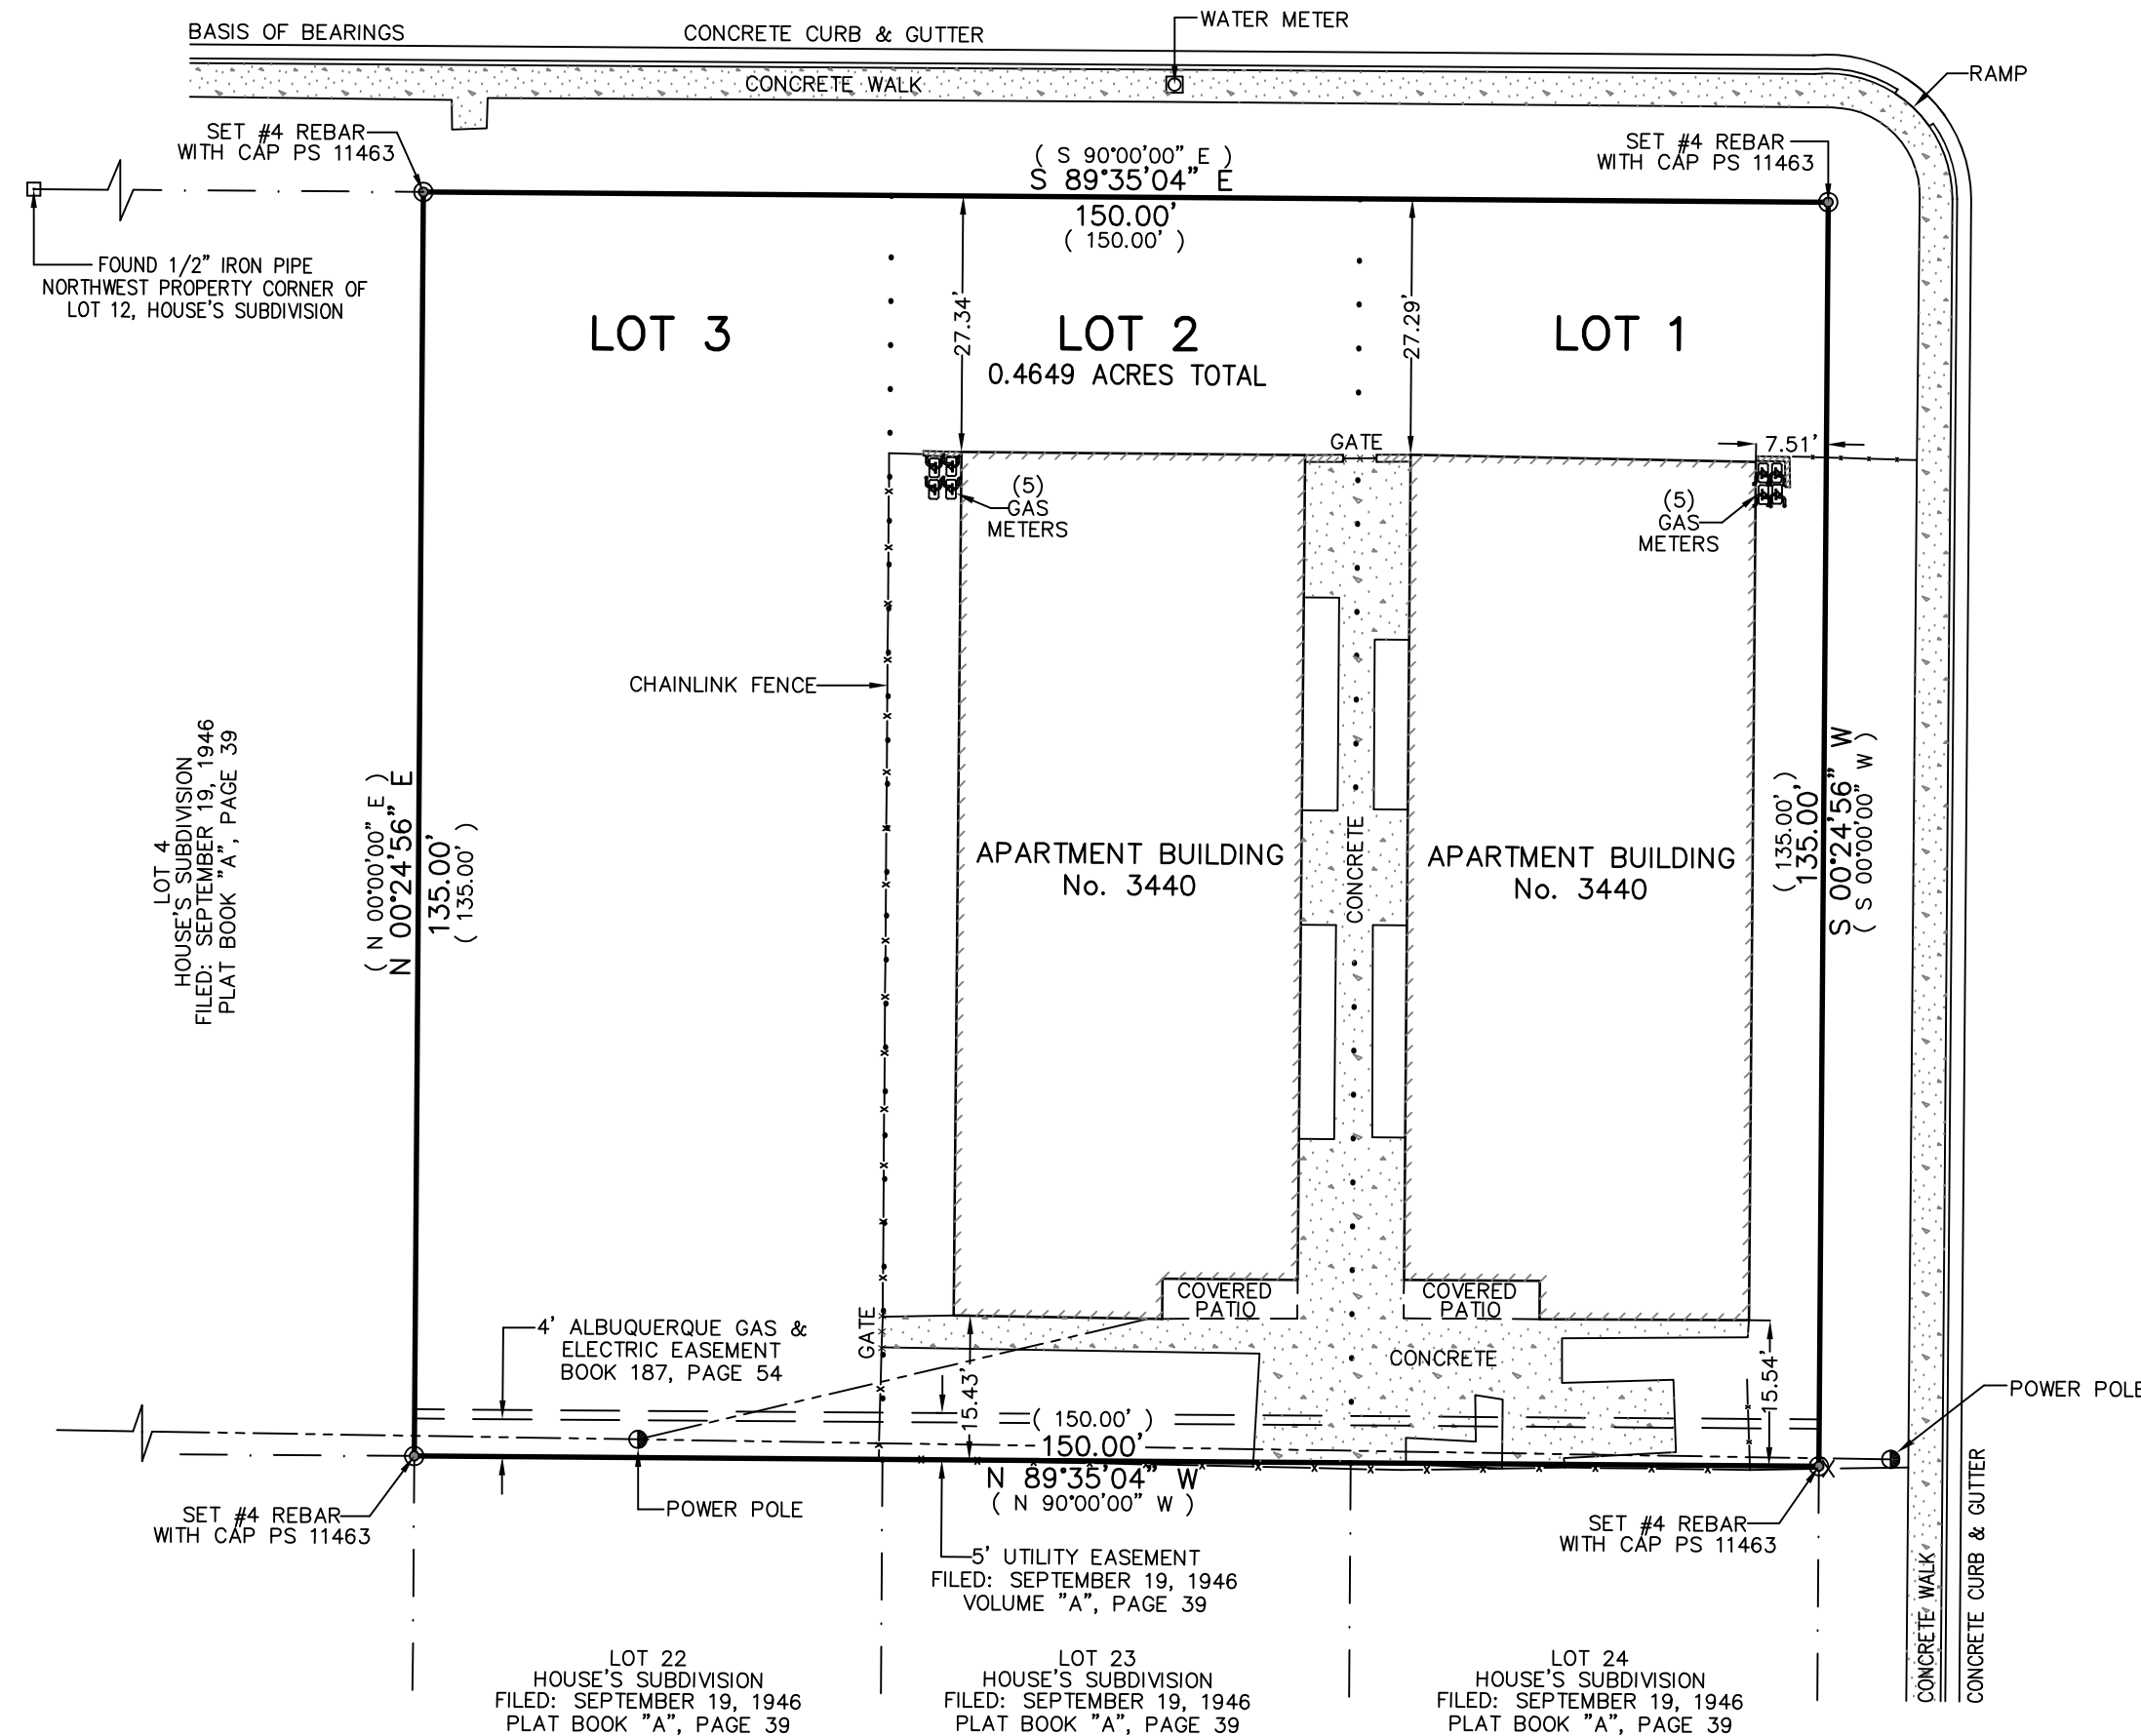 BASIS OF BEARINGS
CONCRETE CURB & GUTTER
WATER METER
CONCRETE WALK
RAMP
SET #4 REBAR
WITH CAP PS 11463
SET #4 REBAR
WITH CAP PS 11463
( S 90°00'00" E )
S 89°35'04" E
150.00'
( 150.00' )
FOUND 1/2" IRON PIPE
NORTHWEST PROPERTY CORNER OF
LOT 12, HOUSE'S SUBDIVISION
LOT 3
27.34'
LOT 2
0.4649 ACRES TOTAL
27.29'
LOT 1
GATE
7.51'
(5)
GAS
METERS
(5)
GAS
METERS
CHAINLINK FENCE
LOT 4
HOUSE'S SUBDIVISION
FILED: SEPTEMBER 19, 1946
PLAT BOOK "A", PAGE 39
( N 00°00'00" E )
N 00°24'56" E
135.00'
( 135.00' )
APARTMENT BUILDING
No. 3440
CONCRETE
APARTMENT BUILDING
No. 3440
( 135.00' )
135.00'
S 00°24'56" W
( S 00°00'00" W )
COVERED
PATIO
COVERED
PATIO
GATE
4' ALBUQUERQUE GAS &
ELECTRIC EASEMENT
BOOK 187, PAGE 54
15.43'
CONCRETE
15.54'
POWER POLE
( 150.00' )
150.00'
N 89°35'04" W
( N 90°00'00" W )
POWER POLE
SET #4 REBAR
WITH CAP PS 11463
SET #4 REBAR
WITH CAP PS 11463
5' UTILITY EASEMENT
FILED: SEPTEMBER 19, 1946
VOLUME "A", PAGE 39
CONCRETE WALK
CONCRETE CURB & GUTTER
LOT 22
HOUSE'S SUBDIVISION
FILED: SEPTEMBER 19, 1946
PLAT BOOK "A", PAGE 39
LOT 23
HOUSE'S SUBDIVISION
FILED: SEPTEMBER 19, 1946
PLAT BOOK "A", PAGE 39
LOT 24
HOUSE'S SUBDIVISION
FILED: SEPTEMBER 19, 1946
PLAT BOOK "A", PAGE 39